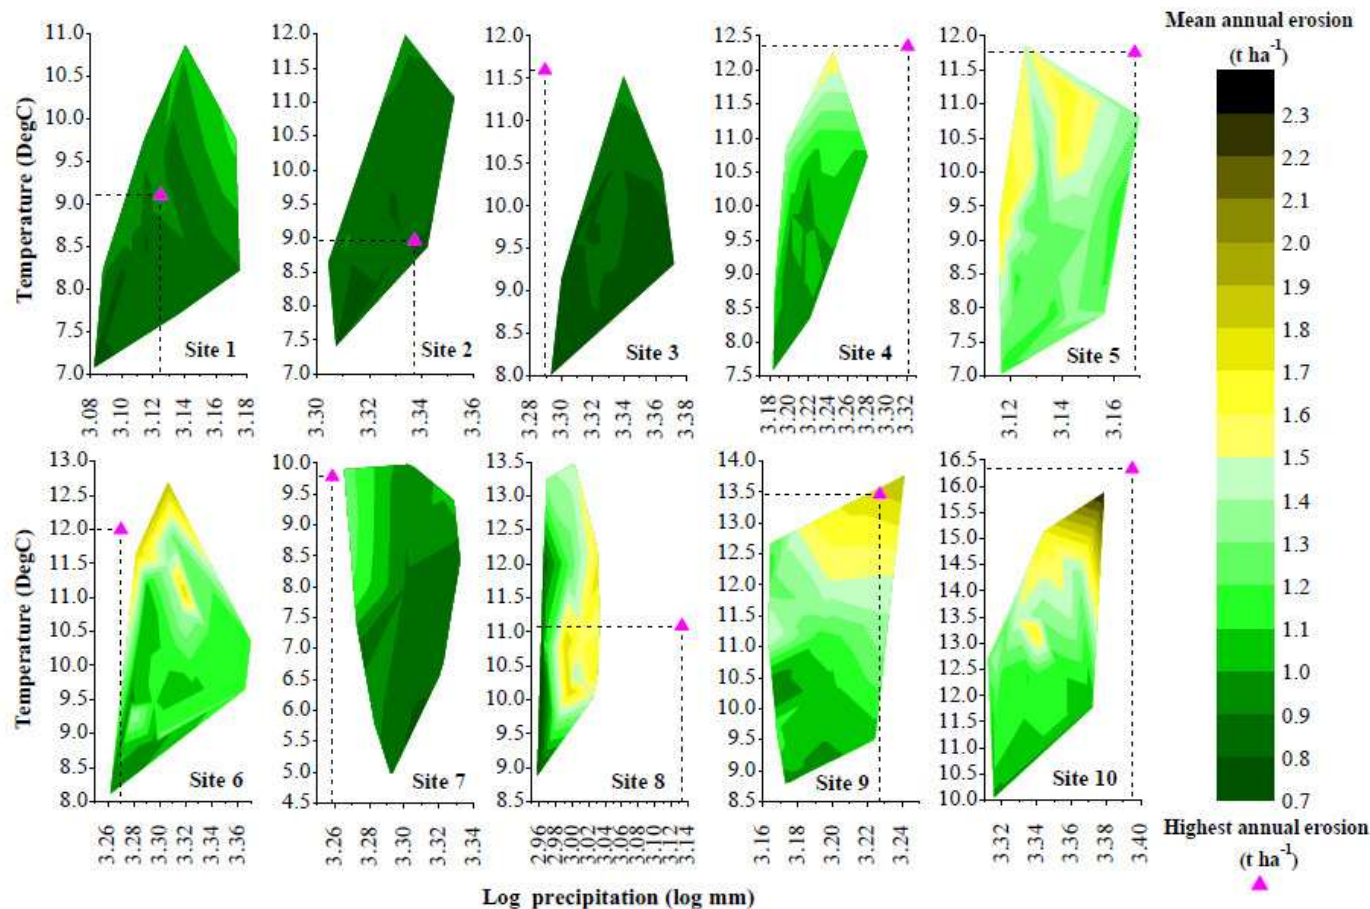 Mean annual erosion
(t ha⁻¹)
11.0 12.0 12.0 12.5 12.0
10.5 11.5 11.5 12.0 11.5
10.0 11.0 11.0 11.5 11.0
9.5 10.5 10.5 11.0 10.5
9.0 10.0 10.0 10.5 10.0
8.5 9.5 9.5 10.0 9.5
8.0 9.0 9.0 9.5 9.0
7.5 8.5 8.5 9.0 8.5
7.0 8.0 8.0 8.5 8.0
7.5 8.0 7.5
7.0 7.5 7.0
Temperature (DegC)
Site 1 Site 2 Site 3 Site 4 Site 5
3.08 3.10 3.12 3.14 3.16 3.18
3.30 3.32 3.34 3.36
3.28 3.30 3.32 3.34 3.36 3.38
3.18 3.20 3.22 3.24 3.26 3.28 3.30 3.32
3.12 3.14 3.16
2.3
2.2
2.1
2.0
1.9
1.8
1.7
1.6
1.5
1.4
1.3
1.2
1.1
1.0
0.9
0.8
0.7
13.0 10.0 13.5 14.0 16.5
12.5 9.5 13.0 13.5 16.0
12.0 9.0 12.5 13.0 15.5
11.5 8.5 12.0 12.5 15.0
11.0 8.0 11.5 12.0 14.5
10.5 7.5 11.0 11.5 14.0
10.0 7.0 10.5 11.0 13.5
9.5 6.5 10.0 10.5 13.0
9.0 6.0 9.5 10.0 12.5
8.5 5.5 9.0 9.5 12.0
8.0 5.0 8.5 9.0 11.5
4.5 8.5 11.0
10.5
10.0
Temperature (DegC)
Site 6 Site 7 Site 8 Site 9 Site 10
3.26 3.28 3.30 3.32 3.34 3.36
3.26 3.28 3.30 3.32 3.34
2.96 2.98 3.00 3.02 3.04 3.06 3.08 3.10 3.12 3.14
3.16 3.18 3.20 3.22 3.24
3.32 3.34 3.36 3.38 3.40
Highest annual erosion
(t ha⁻¹)
Log precipitation (log mm)